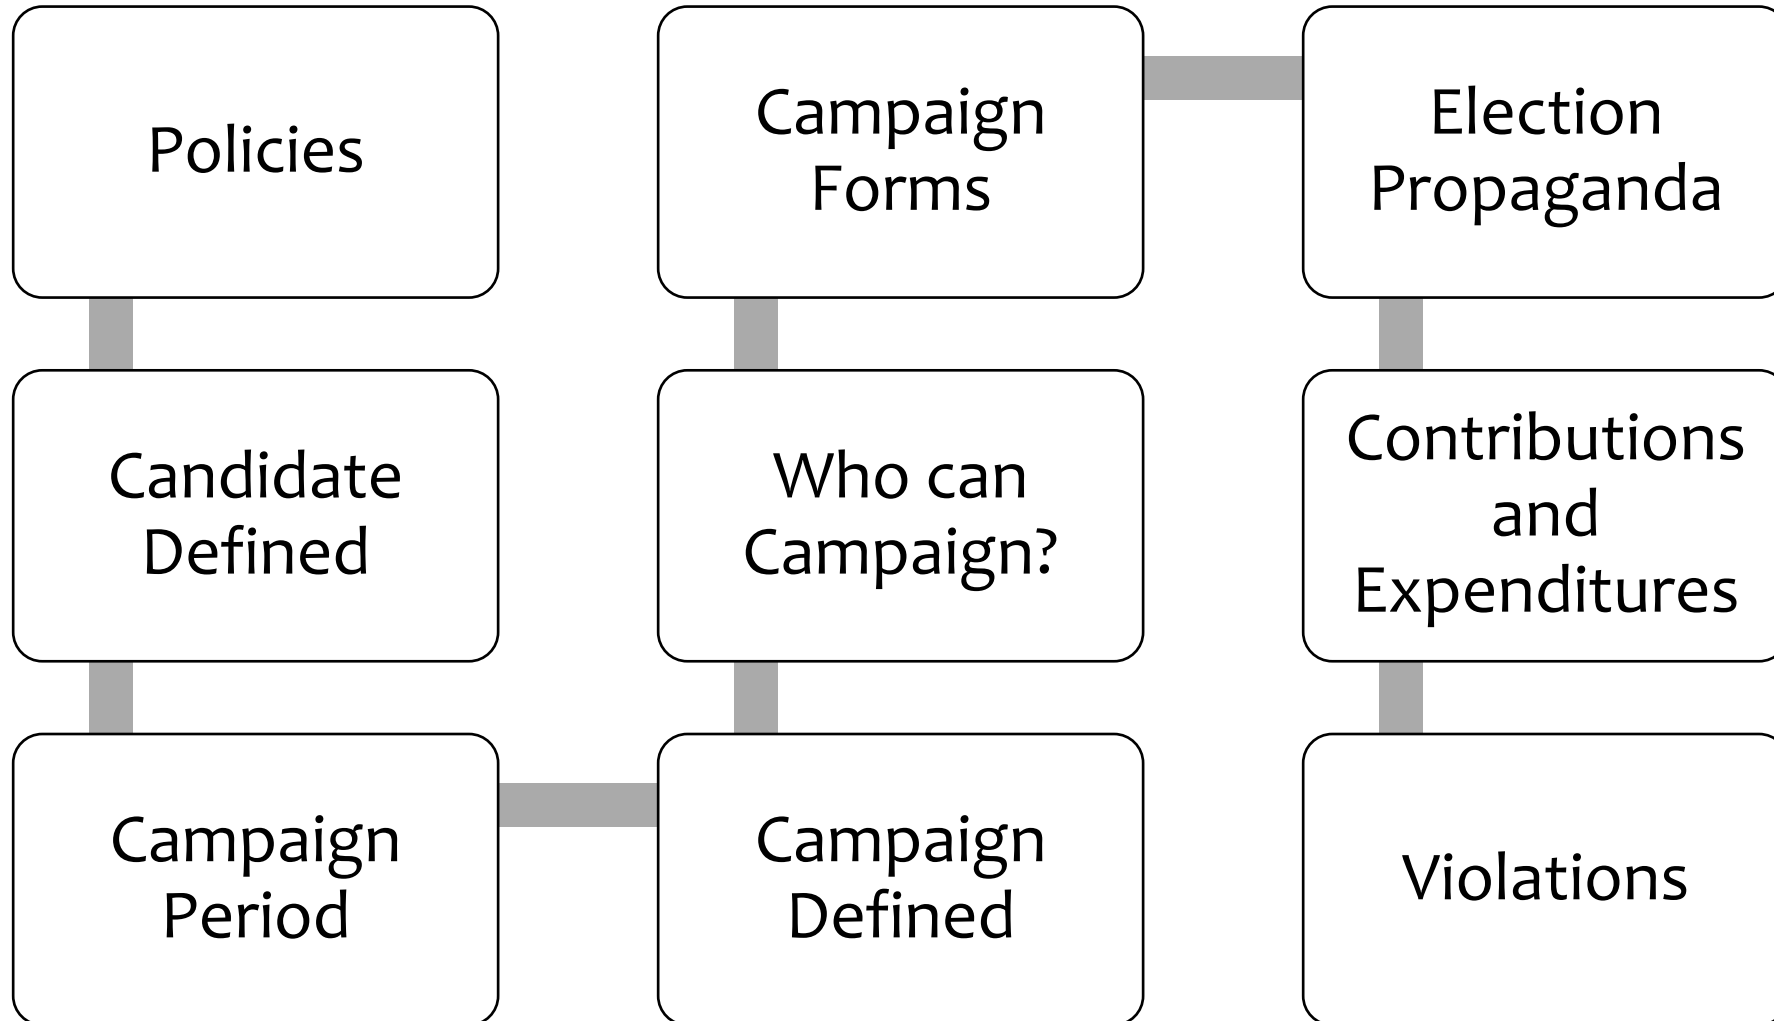 Policies
Candidate
Defined
Campaign
Period
Campaign
Defined
Who can
Campaign?
Campaign
Forms
Election
Propaganda
Contributions
and
Expenditures
Violations